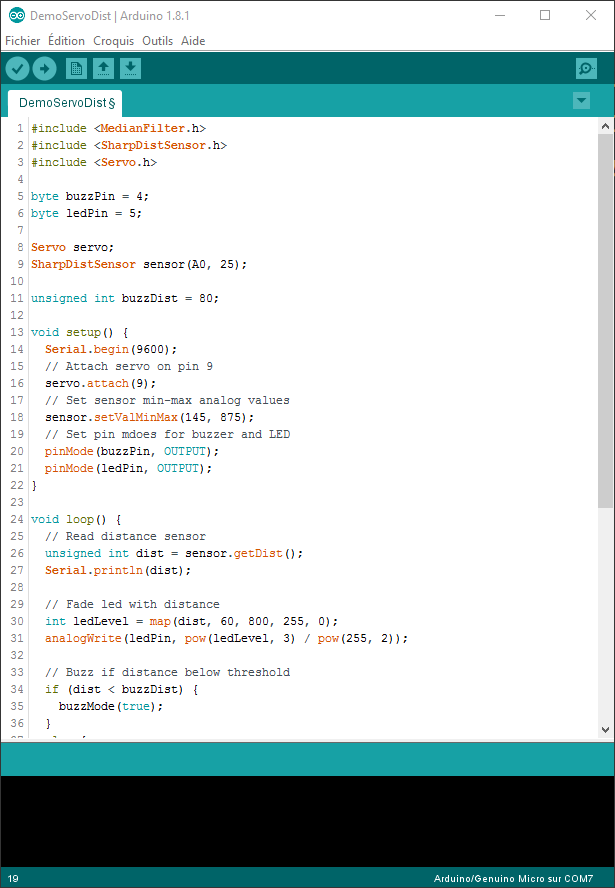 DemoServoDist | Arduino 1.8.1
Fichier Édition Croquis Outils Aide
DemoServoDist §
1 #include <MedianFilter.h>
2 #include <SharpDistSensor.h>
3 #include <Servo.h>
4
5 byte buzzPin = 4;
6 byte ledPin = 5;
7
8 Servo servo;
9 SharpDistSensor sensor(A0, 25);
10
11 unsigned int buzzDist = 80;
12
13 void setup() {
14   Serial.begin(9600);
15   // Attach servo on pin 9
16   servo.attach(9);
17   // Set sensor min-max analog values
18   sensor.setValMinMax(145, 875);
19   // Set pin mdoes for buzzer and LED
20   pinMode(buzzPin, OUTPUT);
21   pinMode(ledPin, OUTPUT);
22 }
23
24 void loop() {
25   // Read distance sensor
26   unsigned int dist = sensor.getDist();
27   Serial.println(dist);
28
29   // Fade led with distance
30   int ledLevel = map(dist, 60, 800, 255, 0);
31   analogWrite(ledPin, pow(ledLevel, 3) / pow(255, 2));
32
33   // Buzz if distance below threshold
34   if (dist < buzzDist) {
35     buzzMode(true);
36   }
19
Arduino/Genuino Micro sur COM7